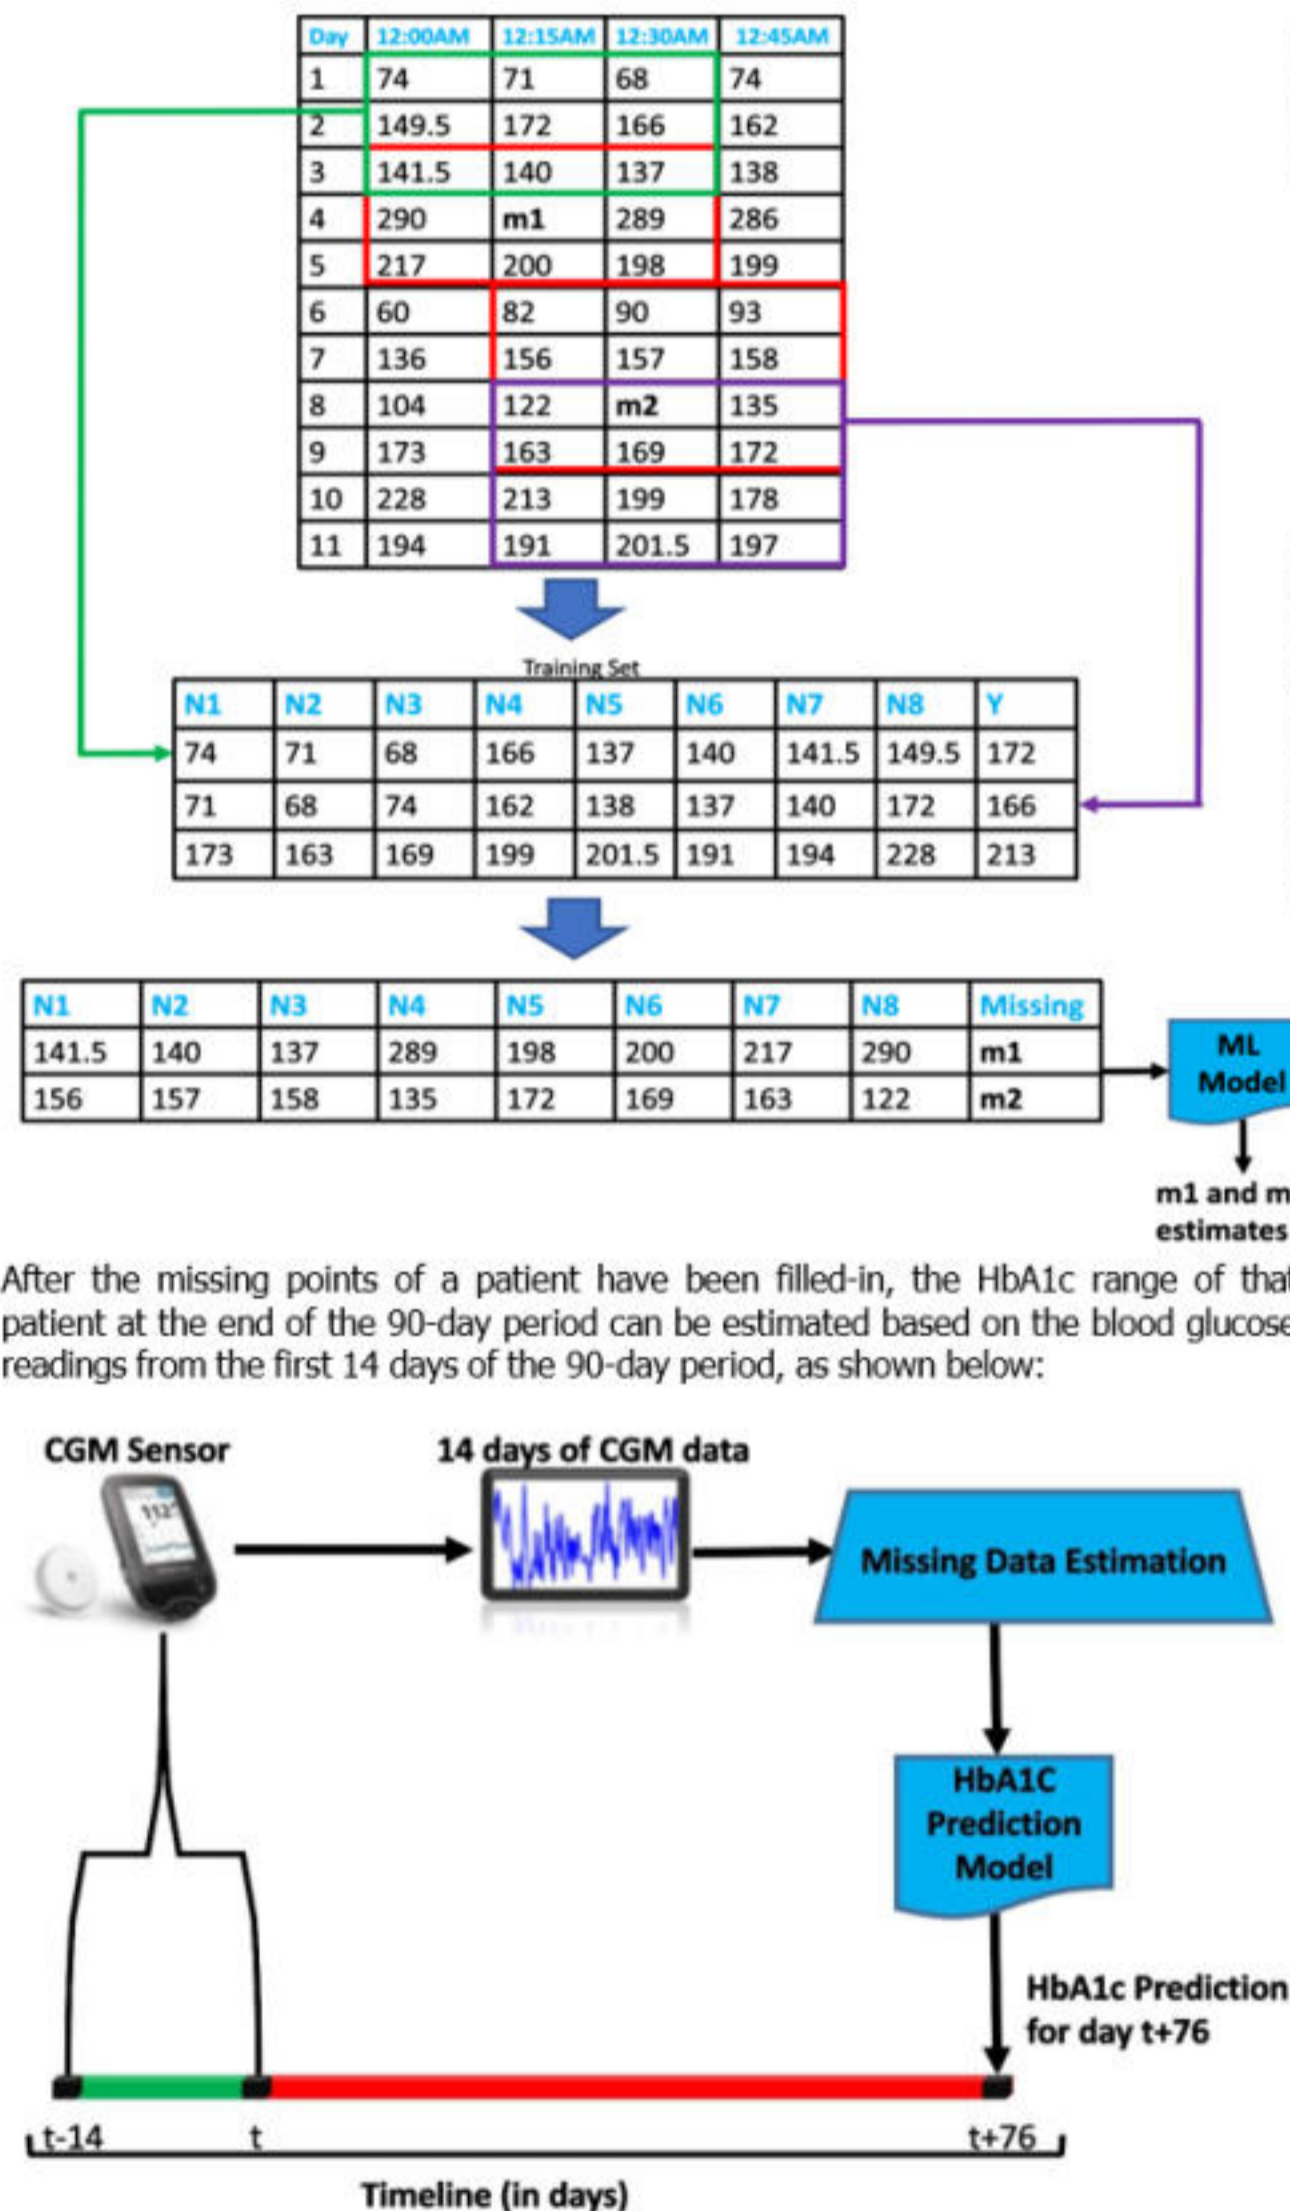 Day 12:00AM 12:15AM 12:30AM 12:45AM
1 74 71 68 74
2 149.5 172 166 162
3 141.5 140 137 138
4 290 m1 289 286
5 217 200 198 199
6 60 82 90 93
7 136 156 157 158
8 104 122 m2 135
9 173 163 169 172
10 228 213 199 178
11 194 191 201.5 197
Training Set
N1 N2 N3 N4 N5 N6 N7 N8 Y
74 71 68 166 137 140 141.5 149.5 172
71 68 74 162 138 137 140 172 166
173 163 169 199 201.5 191 194 228 213
N1 N2 N3 N4 N5 N6 N7 N8 Missing
141.5 140 137 289 198 200 217 290 m1
156 157 158 135 172 169 163 122 m2
ML
Model
m1 and m
estimates
After the missing points of a patient have been filled-in, the HbA1c range of that
patient at the end of the 90-day period can be estimated based on the blood glucose
readings from the first 14 days of the 90-day period, as shown below:
CGM Sensor
14 days of CGM data
112
Missing Data Estimation
HbA1C
Prediction
Model
HbA1c Prediction
for day t+76
t-14 t t+76
Timeline (in days)